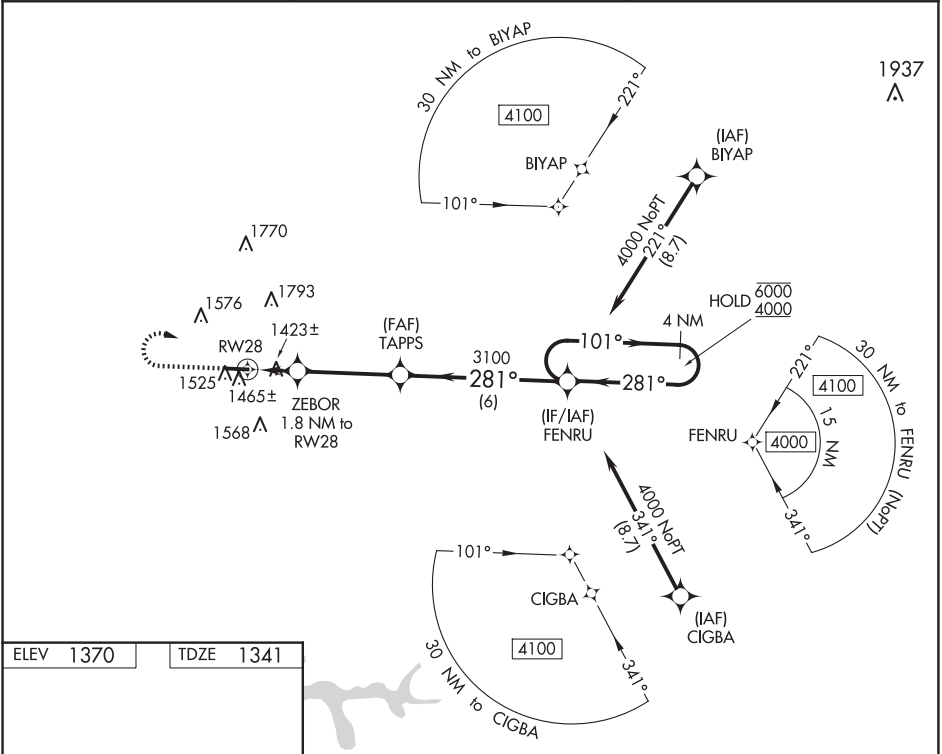 30 NM to BIYAP
4100
221°
BIYAP
101°
1937
(IAF)
BIYAP
4000 NoPT
221°
(8.7)
1770
1576
1793
1423±
RW28
1525
1465±
1568
ZEBOR
1.8 NM to
RW28
(FAF)
TAPPS
3100
281°
(6)
HOLD
6000
4000
4 NM
101°
281°
(IF/IAF)
FENRU
30 NM to FENRU (NoPT)
221°
4100
15 NM
FENRU
4000
341°
4000 NoPT
341°
(8.7)
(IAF)
CIGBA
101°
CIGBA
4100
341°
30 NM to CIGBA
ELEV 1370
TDZE 1341